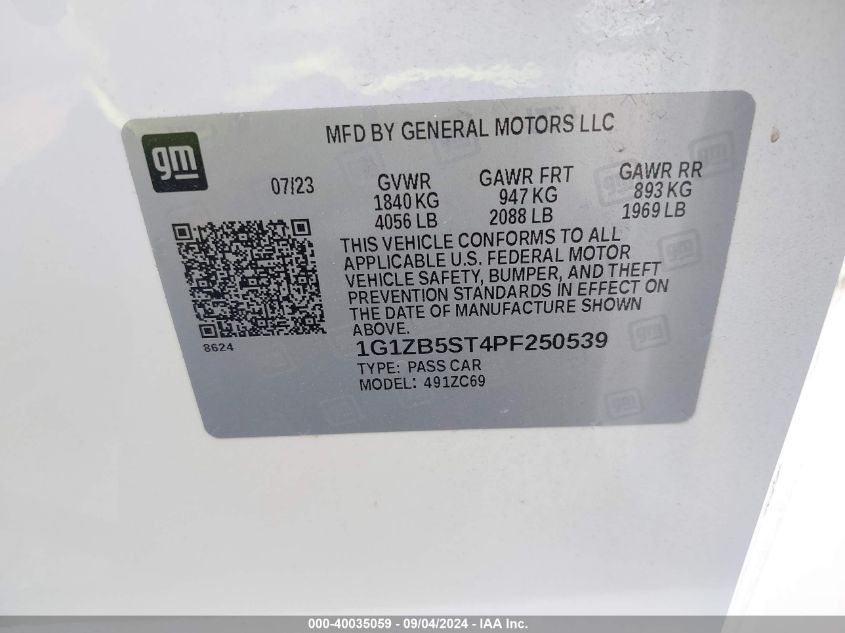 gm
MFD BY GENERAL MOTORS LLC
07/23
GVWR
1840 KG
4056 LB
GAWR FRT
947 KG
2088 LB
GAWR RR
893 KG
1969 LB
THIS VEHICLE CONFORMS TO ALL
APPLICABLE U.S. FEDERAL MOTOR
VEHICLE SAFETY, BUMPER, AND THEFT
PREVENTION STANDARDS IN EFFECT ON
THE DATE OF MANUFACTURE SHOWN
ABOVE.
8624
1G1ZB5ST4PF250539
TYPE: PASS CAR
MODEL: 491ZC69
000-40035059 - 09/04/2024 - IAA Inc.